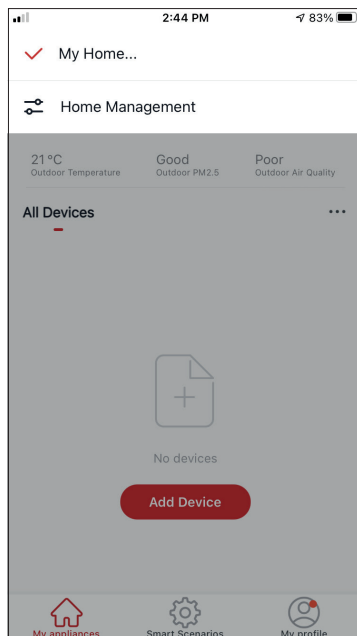 2:44 PM 83%
My Home...
Home Management
21 °C Good Poor
Outdoor Temperature Outdoor PM2.5 Outdoor Air Quality
All Devices ...
No devices
Add Device
My appliances Smart Scenarios My profile